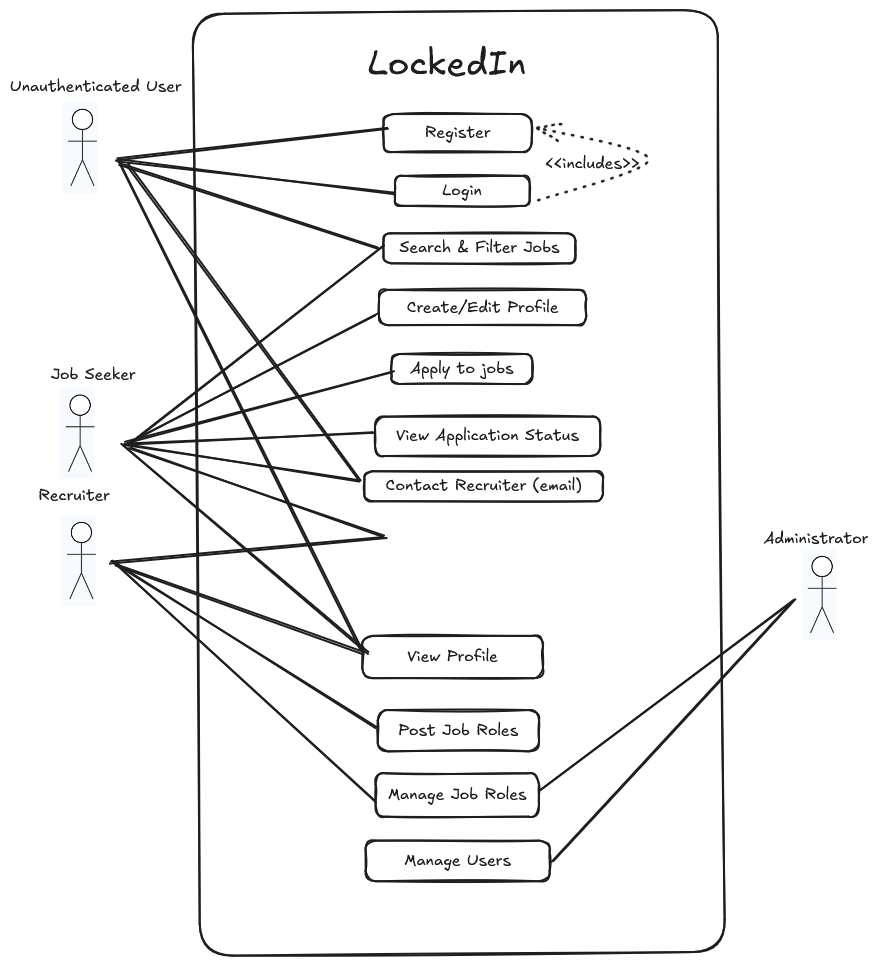 LockedIn
Unauthenticated User
Register
<<includes>>
Login
Search & Filter Jobs
Create/Edit Profile
Job Seeker
Apply to jobs
View Application Status
Contact Recruiter (email)
Recruiter
Administrator
View Profile
Post Job Roles
Manage Job Roles
Manage Users